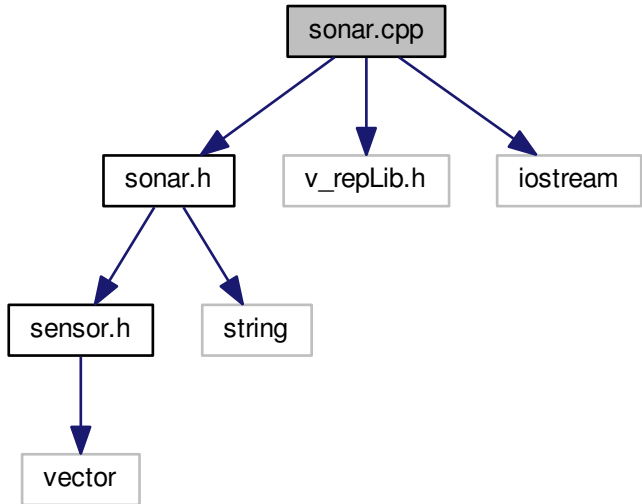 sonar.cpp
sonar.h
v_repLib.h
iostream
sensor.h
string
vector